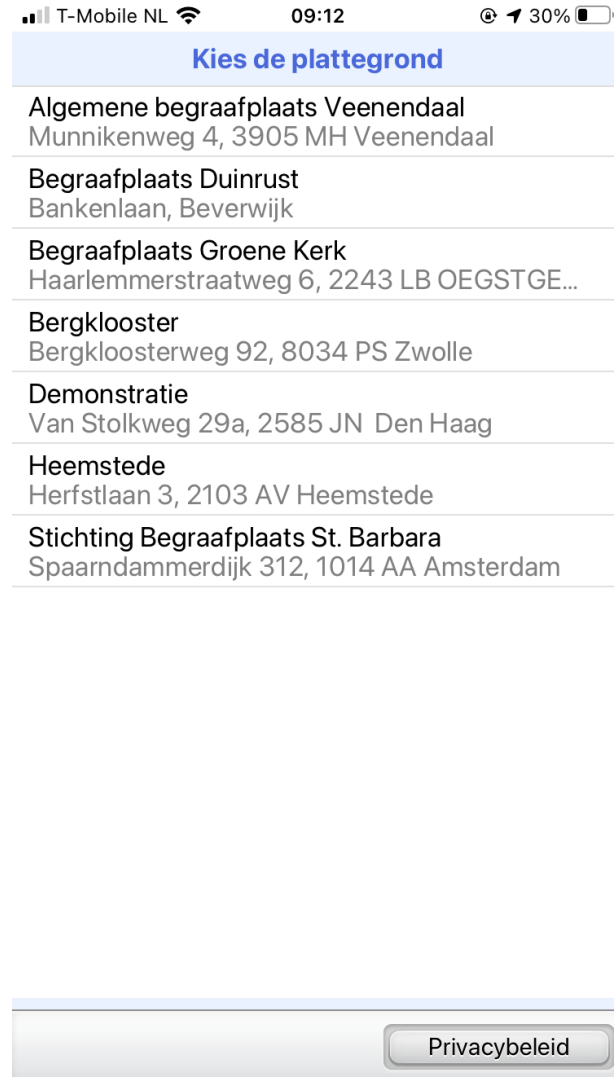 T-Mobile NL 09:12 30%
Kies de plattegrond
Algemene begraafplaats Veenendaal
Munnikenweg 4, 3905 MH Veenendaal
Begraafplaats Duinrust
Bankenlaan, Beverwijk
Begraafplaats Groene Kerk
Haarlemmerstraatweg 6, 2243 LB OEGSTGE...
Bergklooster
Bergkloosterweg 92, 8034 PS Zwolle
Demonstratie
Van Stolkweg 29a, 2585 JN  Den Haag
Heemstede
Herfstlaan 3, 2103 AV Heemstede
Stichting Begraafplaats St. Barbara
Spaarndammerdijk 312, 1014 AA Amsterdam
Privacybeleid